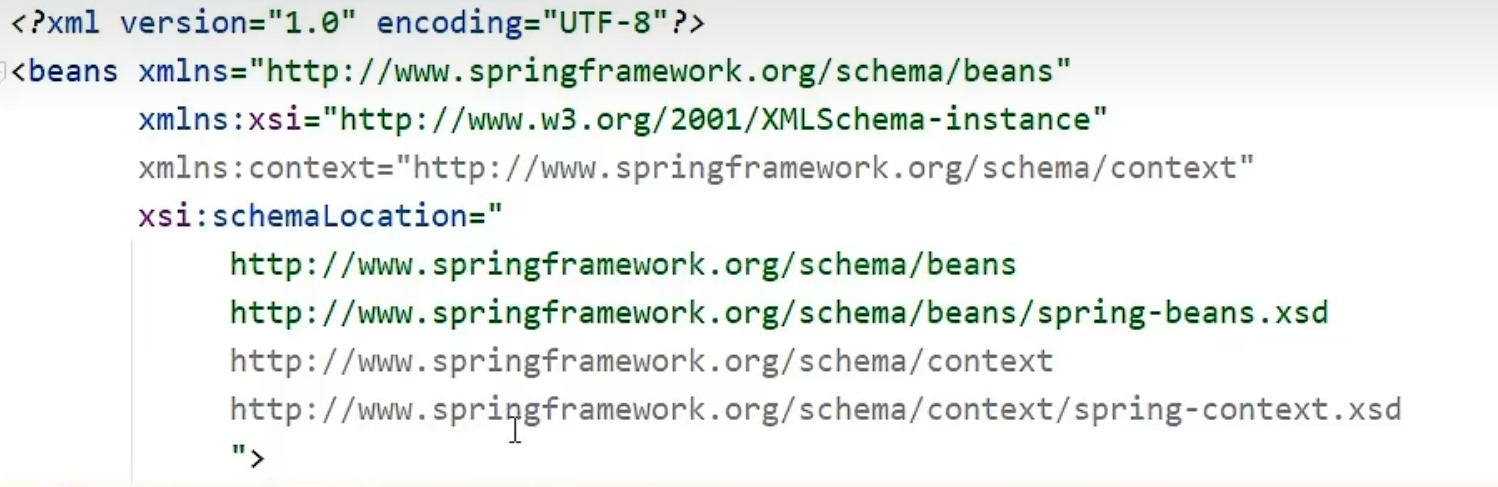 <?xml version="1.0" encoding="UTF-8"?>
<beans xmlns="http://www.springframework.org/schema/beans"
xmlns:xsi="http://www.w3.org/2001/XMLSchema-instance"
xmlns:context="http://www.springframework.org/schema/context"
xsi:schemaLocation="
http://www.springframework.org/schema/beans
http://www.springframework.org/schema/beans/spring-beans.xsd
http://www.springframework.org/schema/context
http://www.springframework.org/schema/context/spring-context.xsd
">